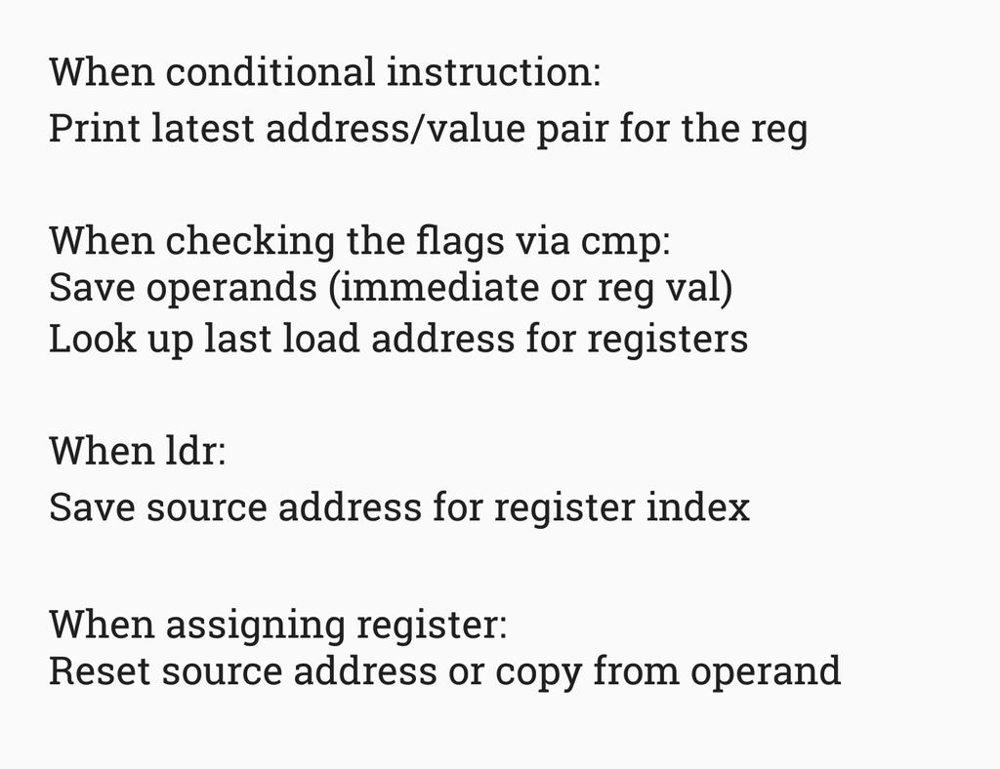 When conditional instruction:
Print latest address/value pair for the reg
When checking the flags via cmp:
Save operands (immediate or reg val)
Look up last load address for registers
When ldr:
Save source address for register index
When assigning register:
Reset source address or copy from operand